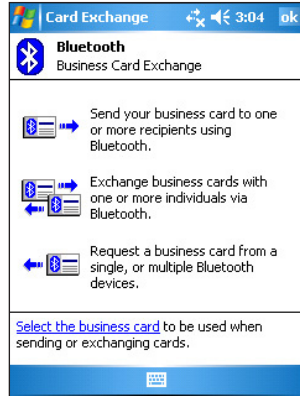 Card Exchange 3:04 ok
Bluetooth
Business Card Exchange
Send your business card to one
or more recipients using
Bluetooth.
Exchange business cards with
one or more individuals via
Bluetooth.
Request a business card from a
single, or multiple Bluetooth
devices.
Select the business card to be used when
sending or exchanging cards.